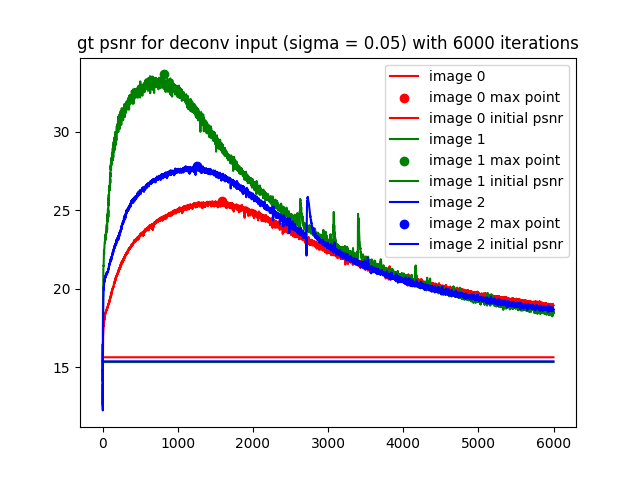 gt psnr for deconv input (sigma = 0.05) with 6000 iterations
image 0
image 0 max point
image 0 initial psnr
image 1
image 1 max point
image 1 initial psnr
image 2
image 2 max point
image 2 initial psnr
30
25
20
15
0
1000
2000
3000
4000
5000
6000